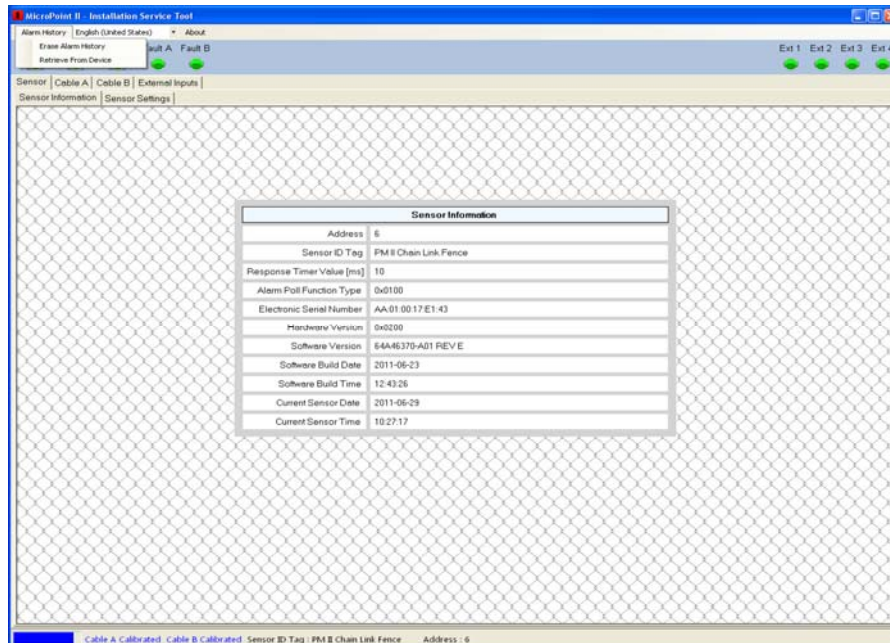 MicroPoint II - Installation Service Tool
Alarm History English (United States) About
Erase Alarm History
Retrieve From Device
ault A Fault B Ext 1 Ext 2 Ext 3 Ext
Sensor Cable A Cable B External Inputs
Sensor Information Sensor Settings
Sensor Information
Address 6
Sensor ID Tag PM II Chain Link Fence
Response Timer Value [ms] 10
Alarm Poll Function Type 0x0100
Electronic Serial Number AA:01:00:17:E1:43
Hardware Version 0x0200
Software Version 64A46370-A01 REV E
Software Build Date 2011-06-23
Software Build Time 12:43:26
Current Sensor Date 2011-06-29
Current Sensor Time 10:27:17
Cable A Calibrated Cable B Calibrated Sensor ID Tag : PM II Chain Link Fence Address : 6